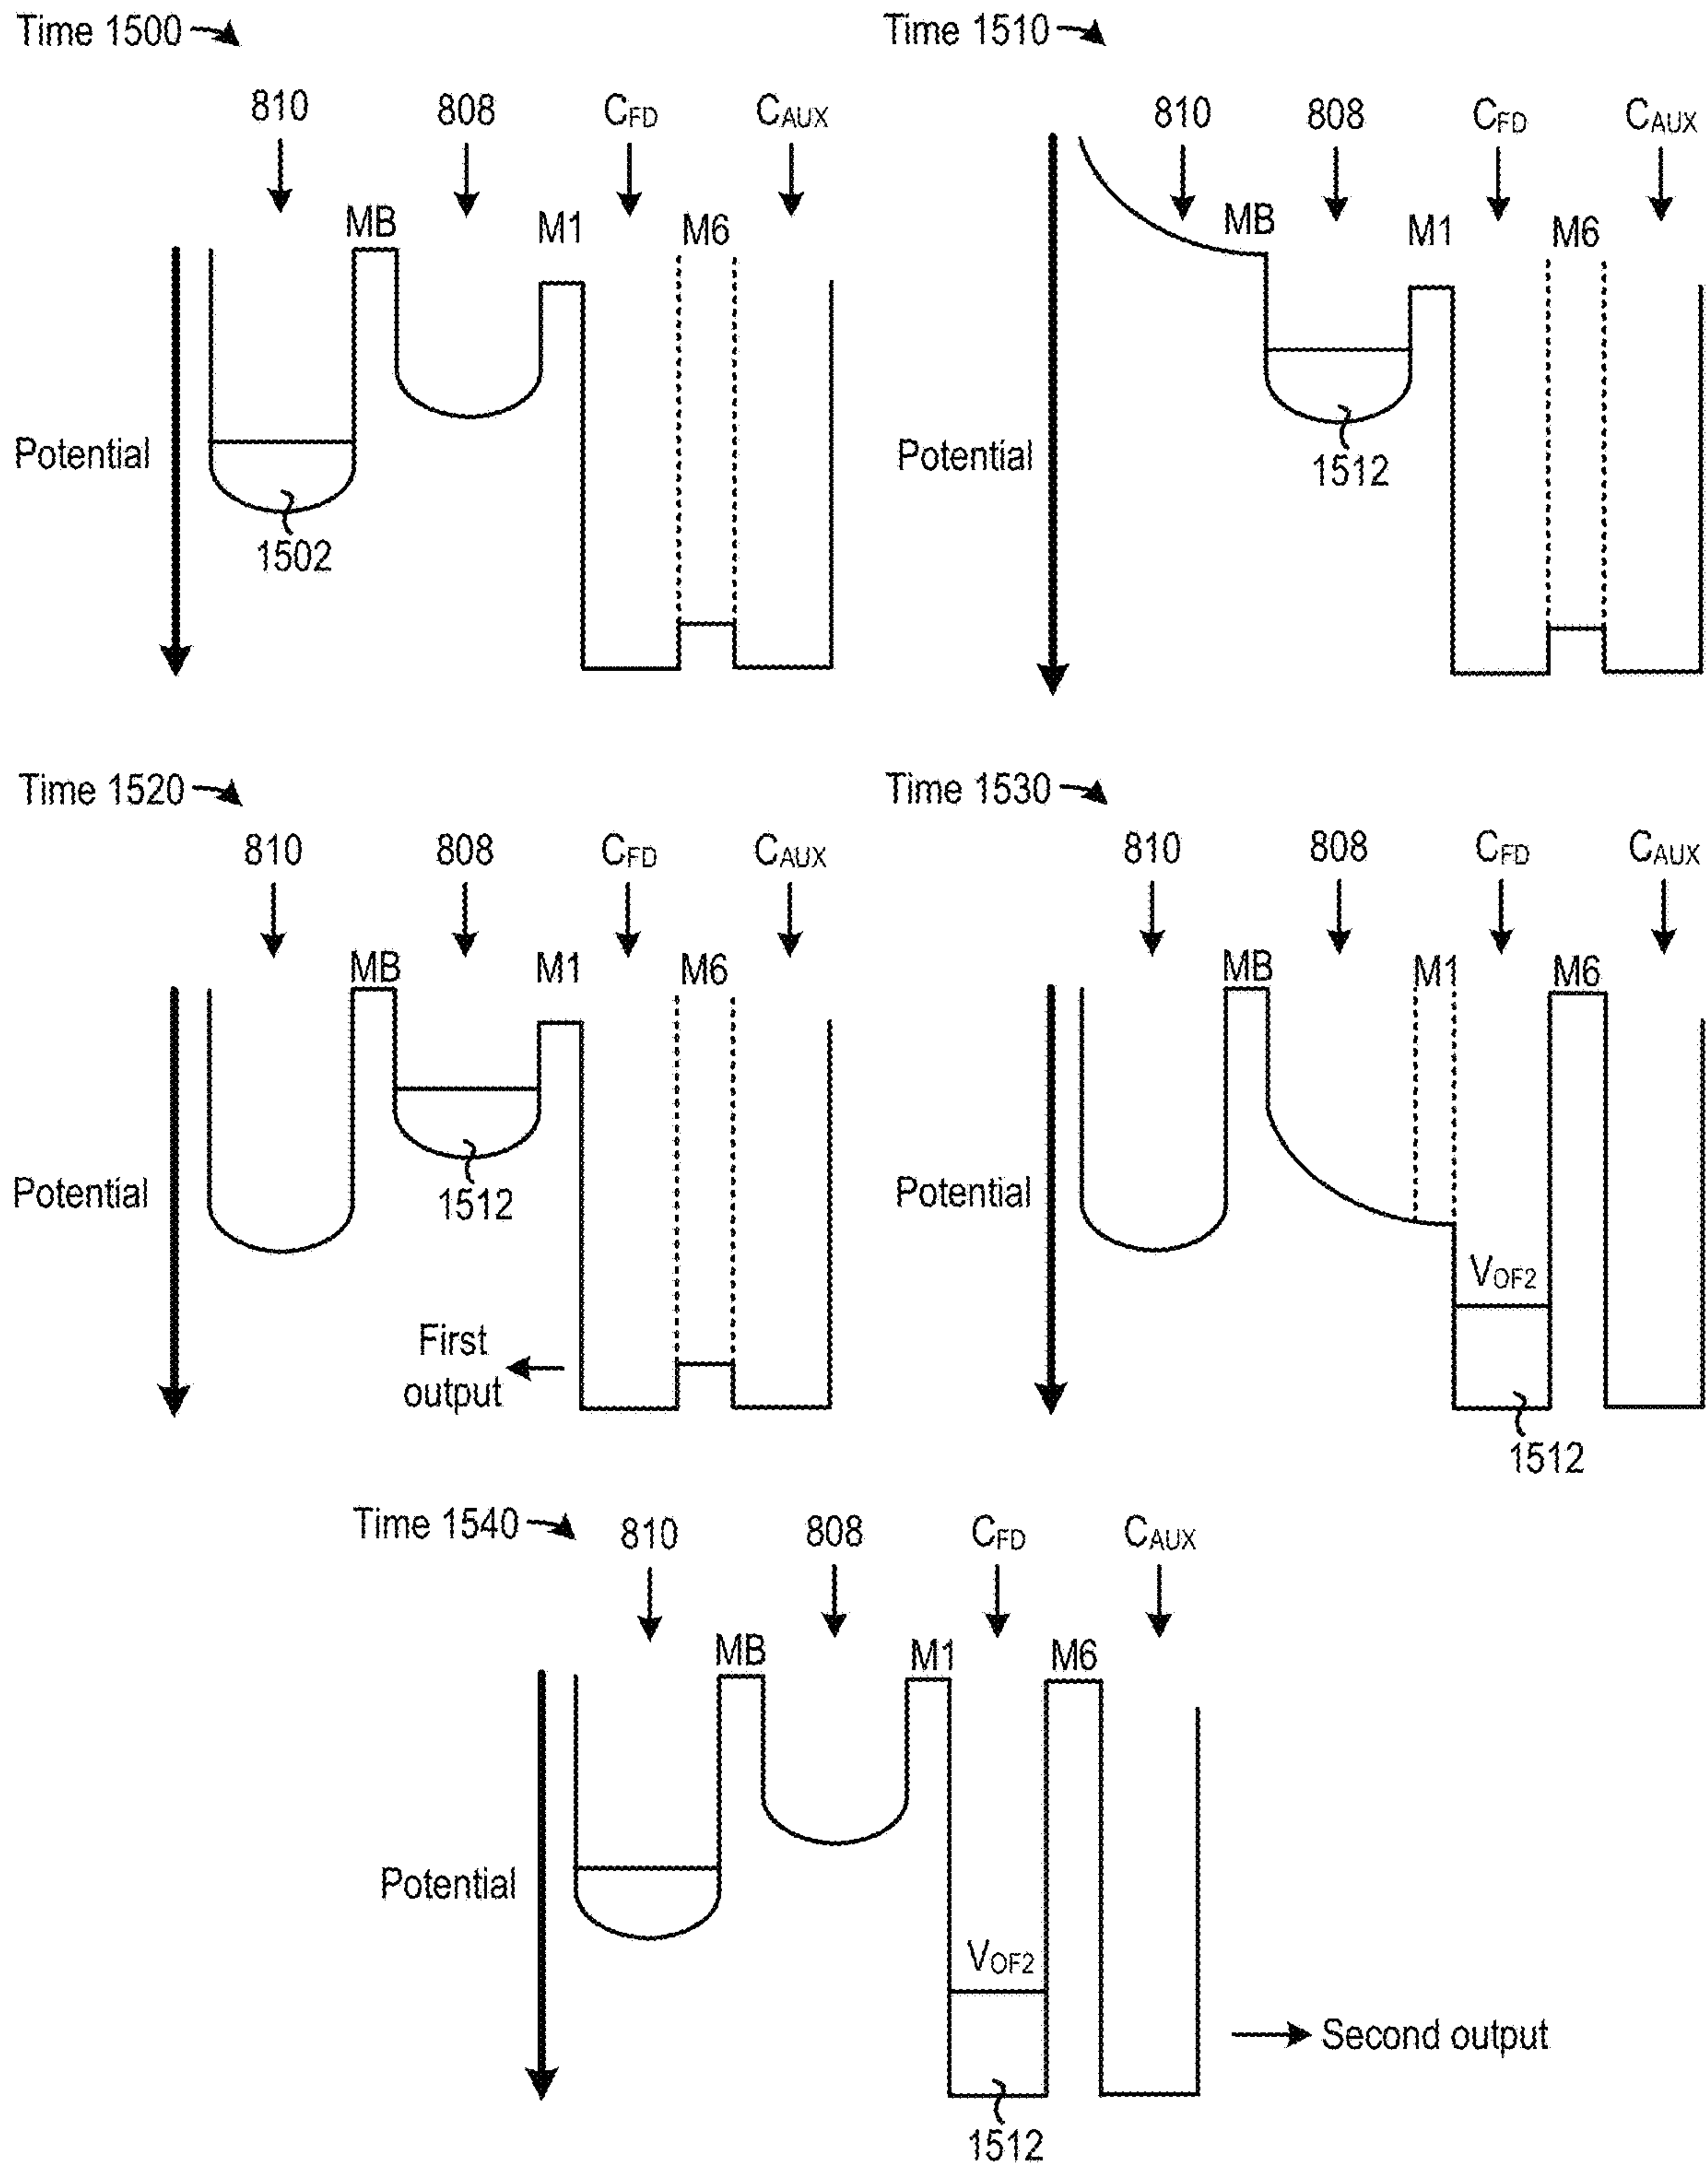 Time 1500
810 808 CFD CAUX
MB M1 M6
Potential
1502
Time 1510
810 808 CFD CAUX
MB M1 M6
Potential
1512
Time 1520
810 808 CFD CAUX
MB M1 M6
Potential
1512
First
output
Time 1530
810 808 CFD CAUX
MB M1 M6
Potential
VOF2
1512
Time 1540
810 808 CFD CAUX
MB M1 M6
Potential
VOF2
Second output
1512